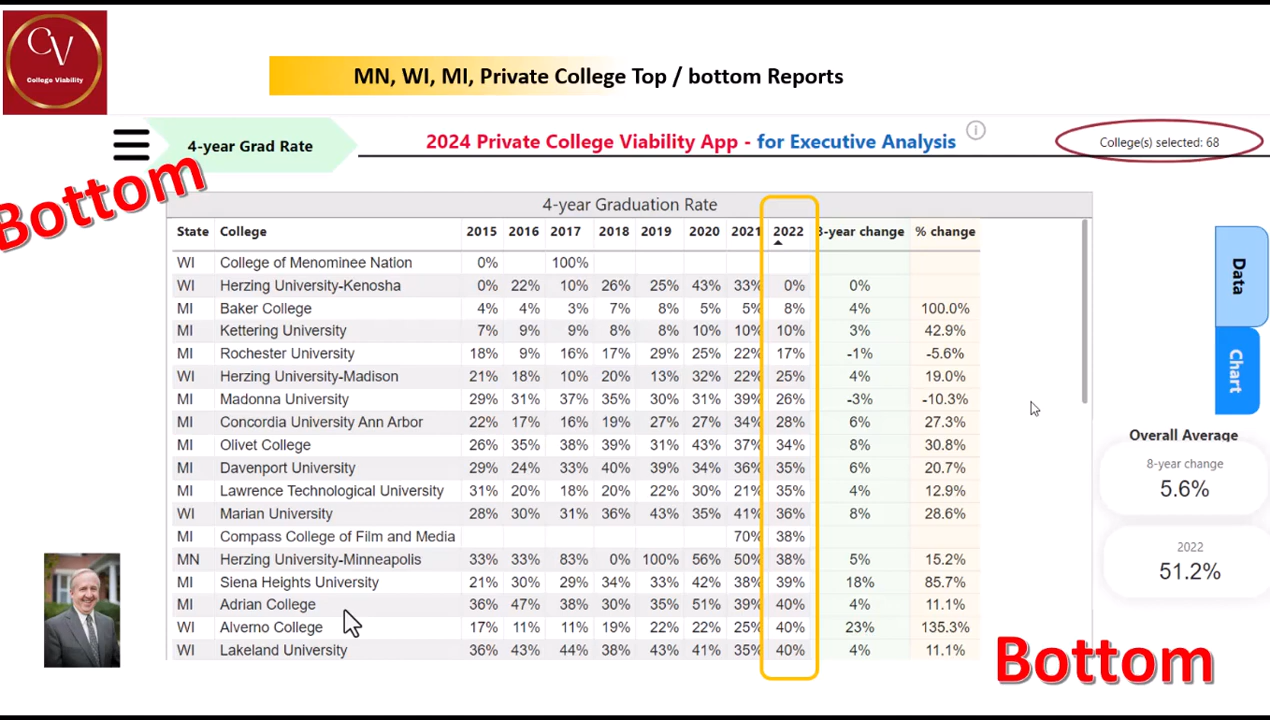 CV
College Viability
MN, WI, MI, Private College Top / bottom Reports
4-year Grad Rate
2024 Private College Viability App - for Executive Analysis
i
College(s) selected: 68
Bottom
4-year Graduation Rate
State College 2015 2016 2017 2018 2019 2020 2021 2022 8-year change % change
WI College of Menominee Nation 0% 100%
WI Herzing University-Kenosha 0% 22% 10% 26% 25% 43% 33% 0% 0%
MI Baker College 4% 4% 3% 7% 8% 5% 5% 8% 4% 100.0%
MI Kettering University 7% 9% 9% 8% 8% 10% 10% 10% 3% 42.9%
MI Rochester University 18% 9% 16% 17% 29% 25% 22% 17% -1% -5.6%
WI Herzing University-Madison 21% 18% 10% 20% 13% 32% 22% 25% 4% 19.0%
MI Madonna University 29% 31% 37% 35% 30% 31% 39% 26% -3% -10.3%
MI Concordia University Ann Arbor 22% 17% 16% 19% 27% 27% 34% 28% 6% 27.3%
MI Olivet College 26% 35% 38% 39% 31% 43% 37% 34% 8% 30.8%
MI Davenport University 29% 24% 33% 40% 39% 34% 36% 35% 6% 20.7%
MI Lawrence Technological University 31% 20% 18% 20% 22% 30% 21% 35% 4% 12.9%
WI Marian University 28% 30% 31% 36% 43% 35% 41% 36% 8% 28.6%
MI Compass College of Film and Media 70% 38%
MN Herzing University-Minneapolis 33% 33% 83% 0% 100% 56% 50% 38% 5% 15.2%
MI Siena Heights University 21% 30% 29% 34% 33% 42% 38% 39% 18% 85.7%
MI Adrian College 36% 47% 38% 30% 35% 51% 39% 40% 4% 11.1%
WI Alverno College 17% 11% 11% 19% 22% 22% 25% 40% 23% 135.3%
WI Lakeland University 36% 43% 44% 38% 43% 41% 35% 40% 4% 11.1%
Data
Chart
Overall Average
8-year change
5.6%
2022
51.2%
Bottom